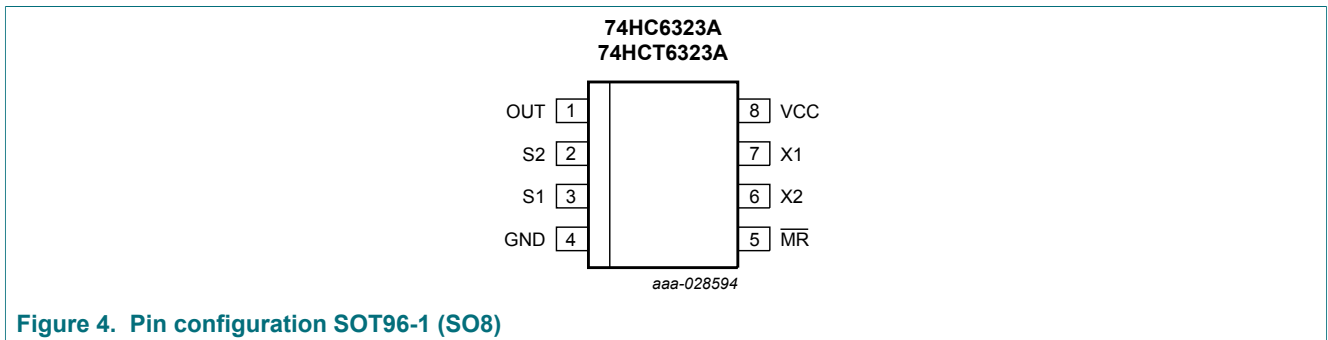 74HC6323A
74HCT6323A
OUT 1 8 VCC
S2 2 7 X1
S1 3 6 X2
GND 4 5 M̅R̅
aaa-028594
Figure 4. Pin configuration SOT96-1 (SO8)